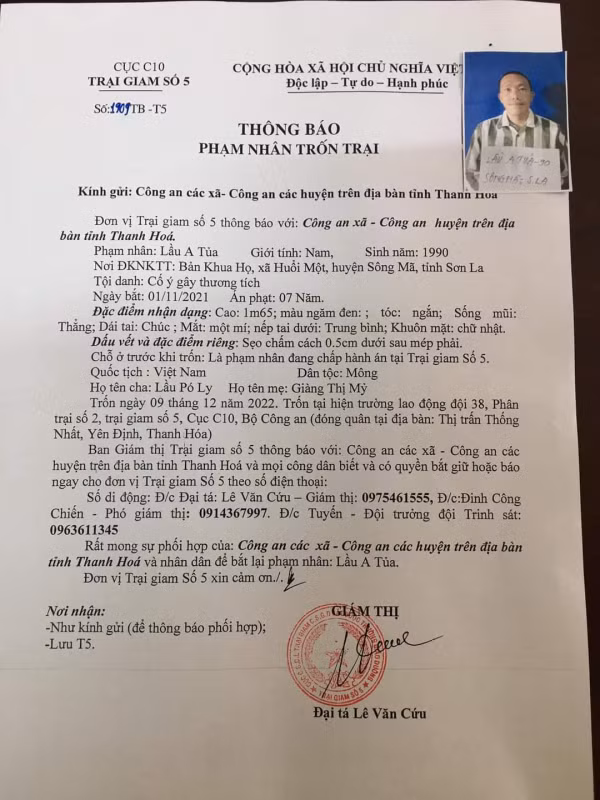 CỤC C10
TRẠI GIAM SỐ 5
Số:1909/TB -T5
CỘNG HÒA XÃ HỘI CHỦ NGHĨA VIỆT
Độc lập – Tự do – Hạnh phúc
LẦU A TỦA-90
SÔNG MÃ, S.LA
THÔNG BÁO
PHẠM NHÂN TRỐN TRẠI
Kính gửi: Công an các xã- Công an các huyện trên địa bàn tỉnh Thanh Hoá
Đơn vị Trại giam số 5 thông báo với: Công an xã - Công an huyện trên địa
bàn tỉnh Thanh Hoá.
Phạm nhân: Lầu A Tủa Giới tính: Nam, Sinh năm: 1990
Nơi ĐKNKTT: Bản Khua Họ, xã Huổi Một, huyện Sông Mã, tỉnh Sơn La
Tội danh: Cố ý gây thương tích
Ngày bắt: 01/11/2021 Án phạt: 07 Năm.
Đặc điểm nhận dạng: Cao: 1m65; màu ngăm đen: ; tóc: ngắn; Sống mũi:
Thẳng; Dái tai: Chúc ; Mắt: một mí; nếp tai dưới: Trung bình; Khuôn mặt: chữ nhật.
Dấu vết và đặc điểm riêng: Sẹo chấm cách 0.5cm dưới sau mép phải.
Chỗ ở trước khi trốn: Là phạm nhân đang chấp hành án tại Trại giam Số 5.
Quốc tịch : Việt Nam Dân tộc: Mông
Họ tên cha: Lầu Pó Ly Họ tên mẹ: Giàng Thị Mỷ
Trốn ngày 09 tháng 12 năm 2022. Trốn tại hiện trường lao động đội 38, Phân
trại số 2, trại giam số 5, Cục C10, Bộ Công an (đóng quân tại địa bàn: Thị trấn Thống
Nhất, Yên Định, Thanh Hóa)
Ban Giám thị Trại giam số 5 thông báo với: Công an các xã - Công an các
huyện trên địa bàn tỉnh Thanh Hoá và mọi công dân biết và có quyền bắt giữ hoặc báo
ngay cho đơn vị Trại giam Số 5 theo số điện thoại:
Số di động: Đ/c Đại tá: Lê Văn Cứu – Giám thị: 0975461555, Đ/c:Đinh Công
Chiến - Phó giám thị: 0914367997. Đ/c Tuyến - Đội trưởng đội Trinh sát:
0963611345
Rất mong sự phối hợp của: Công an các xã - Công an các huyện trên địa bàn
tỉnh Thanh Hoá và nhân dân để bắt lại phạm nhân: Lầu A Tủa.
Đơn vị Trại giam Số 5 xin cảm ơn./.
Nơi nhận:
-Như kính gửi (để thông báo phối hợp);
-Lưu T5.
GIÁM THỊ
TRẠI GIAM SỐ 5
Đại tá Lê Văn Cứu